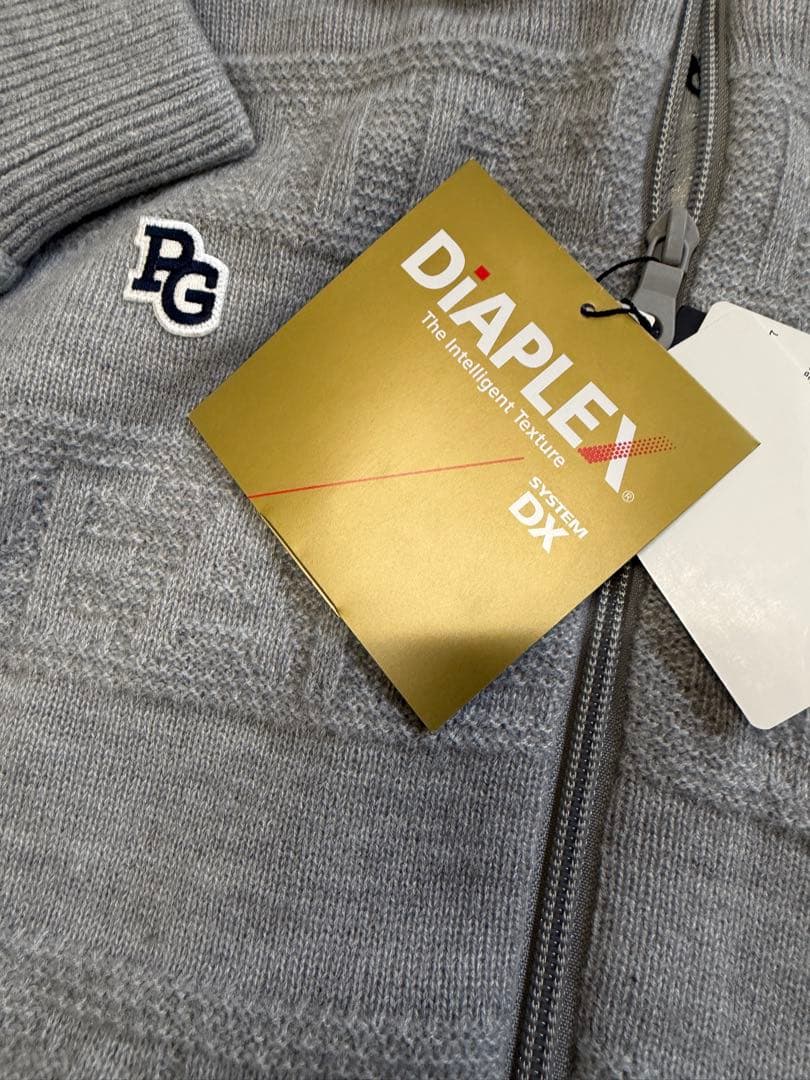 PG
DiAPLEX®
The Intelligent Texture
SYSTEM
DX